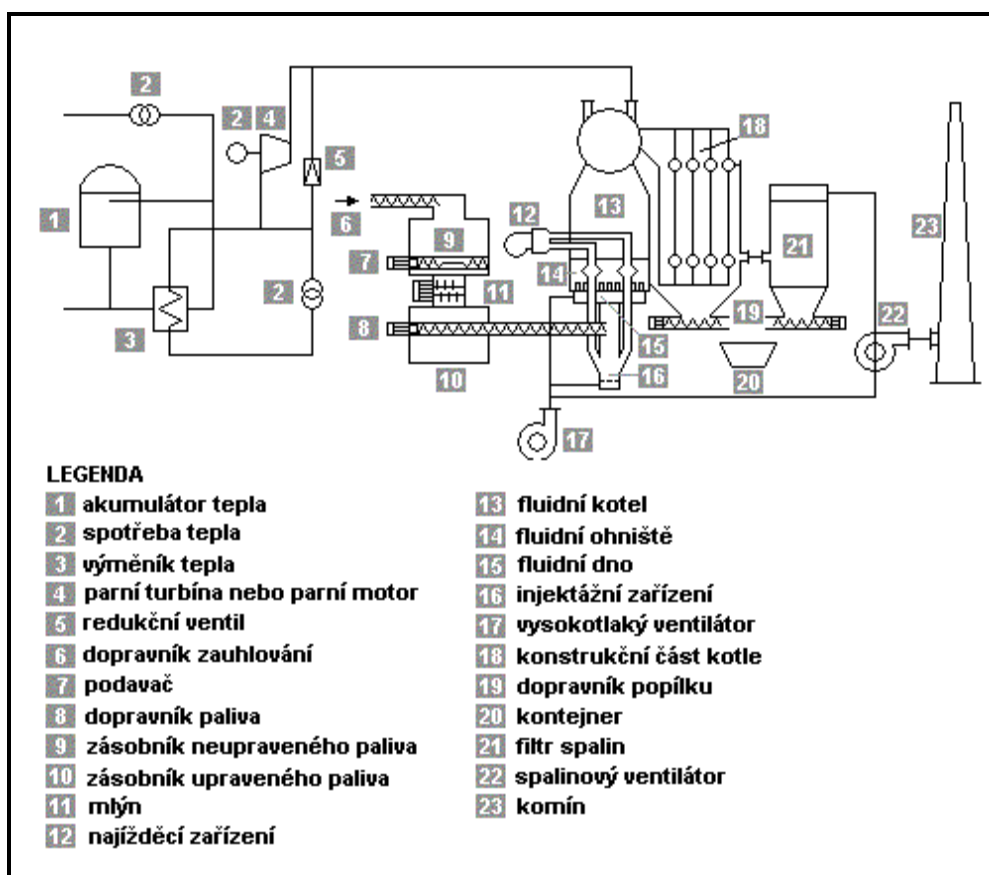 2
2 4
18
5
1
6
12
13
23
9
7
21
14
2
11
19
22
3
8
15
16
20
10
17
LEGENDA
1 akumulátor tepla
2 spotřeba tepla
3 výměník tepla
4 parní turbína nebo parní motor
5 redukční ventil
6 dopravník zauhlování
7 podavač
8 dopravník paliva
9 zásobník neupraveného paliva
10 zásobník upraveného paliva
11 mlýn
12 najížděcí zařízení
13 fluidní kotel
14 fluidní ohniště
15 fluidní dno
16 injektážní zařízení
17 vysokotlaký ventilátor
18 konstrukční část kotle
19 dopravník popílku
20 kontejner
21 filtr spalin
22 spalinový ventilátor
23 komín